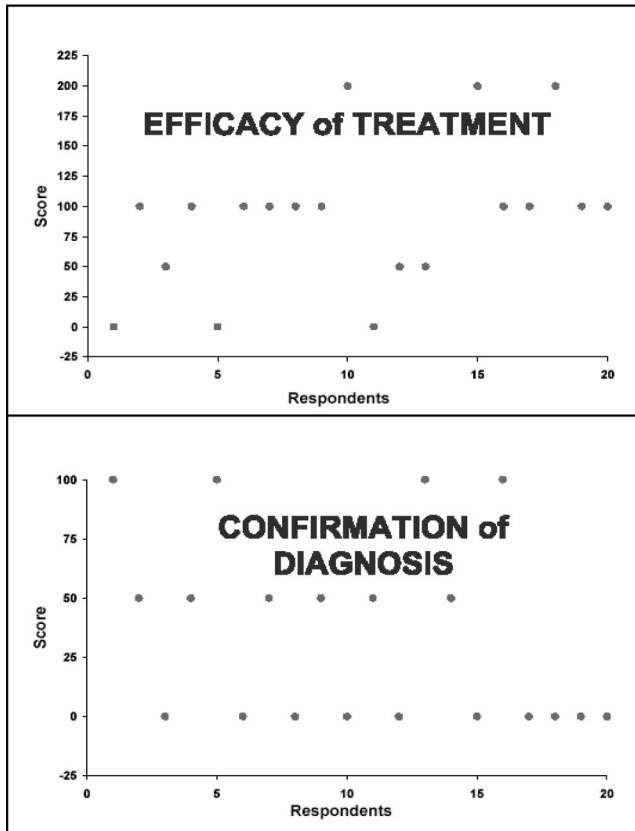 225
200
175
EFFICACY of TREATMENT
150
125
100
75
50
25
0
-25
Score
0 5 10 15 20
Respondents
100
CONFIRMATION of
DIAGNOSIS
75
50
25
0
-25
Score
0 5 10 15 20
Respondents